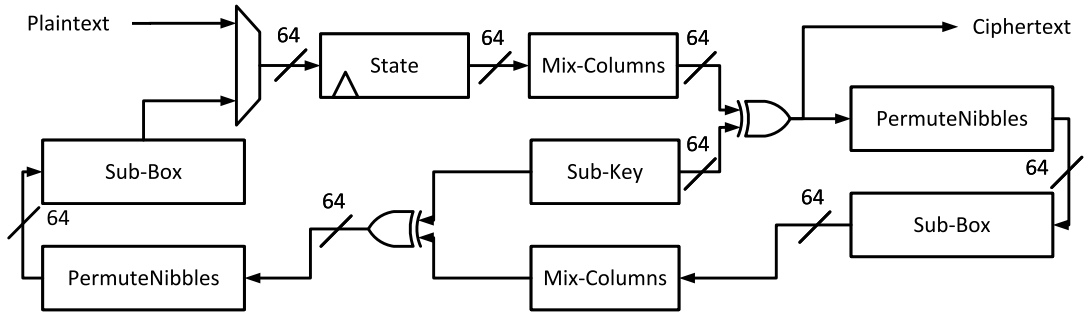 Plaintext
64
State
64
Mix-Columns
64
Ciphertext
PermuteNibbles
64
Sub-Box
Sub-Key
64
64
Sub-Box
64
64
PermuteNibbles
Mix-Columns